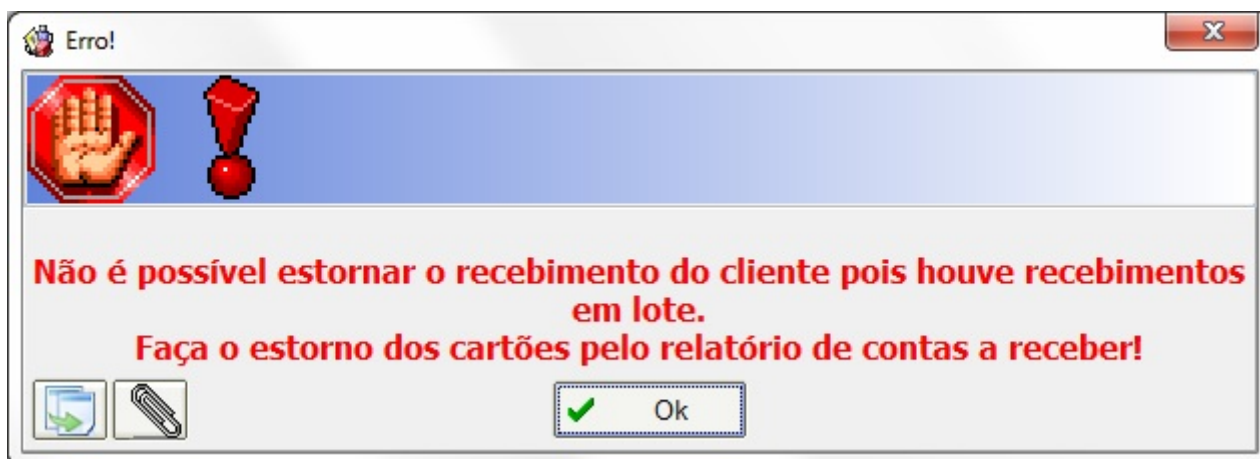 Erro!
Não é possível estornar o recebimento do cliente pois houve recebimentos
em lote.
Faça o estorno dos cartões pelo relatório de contas a receber!
Ok